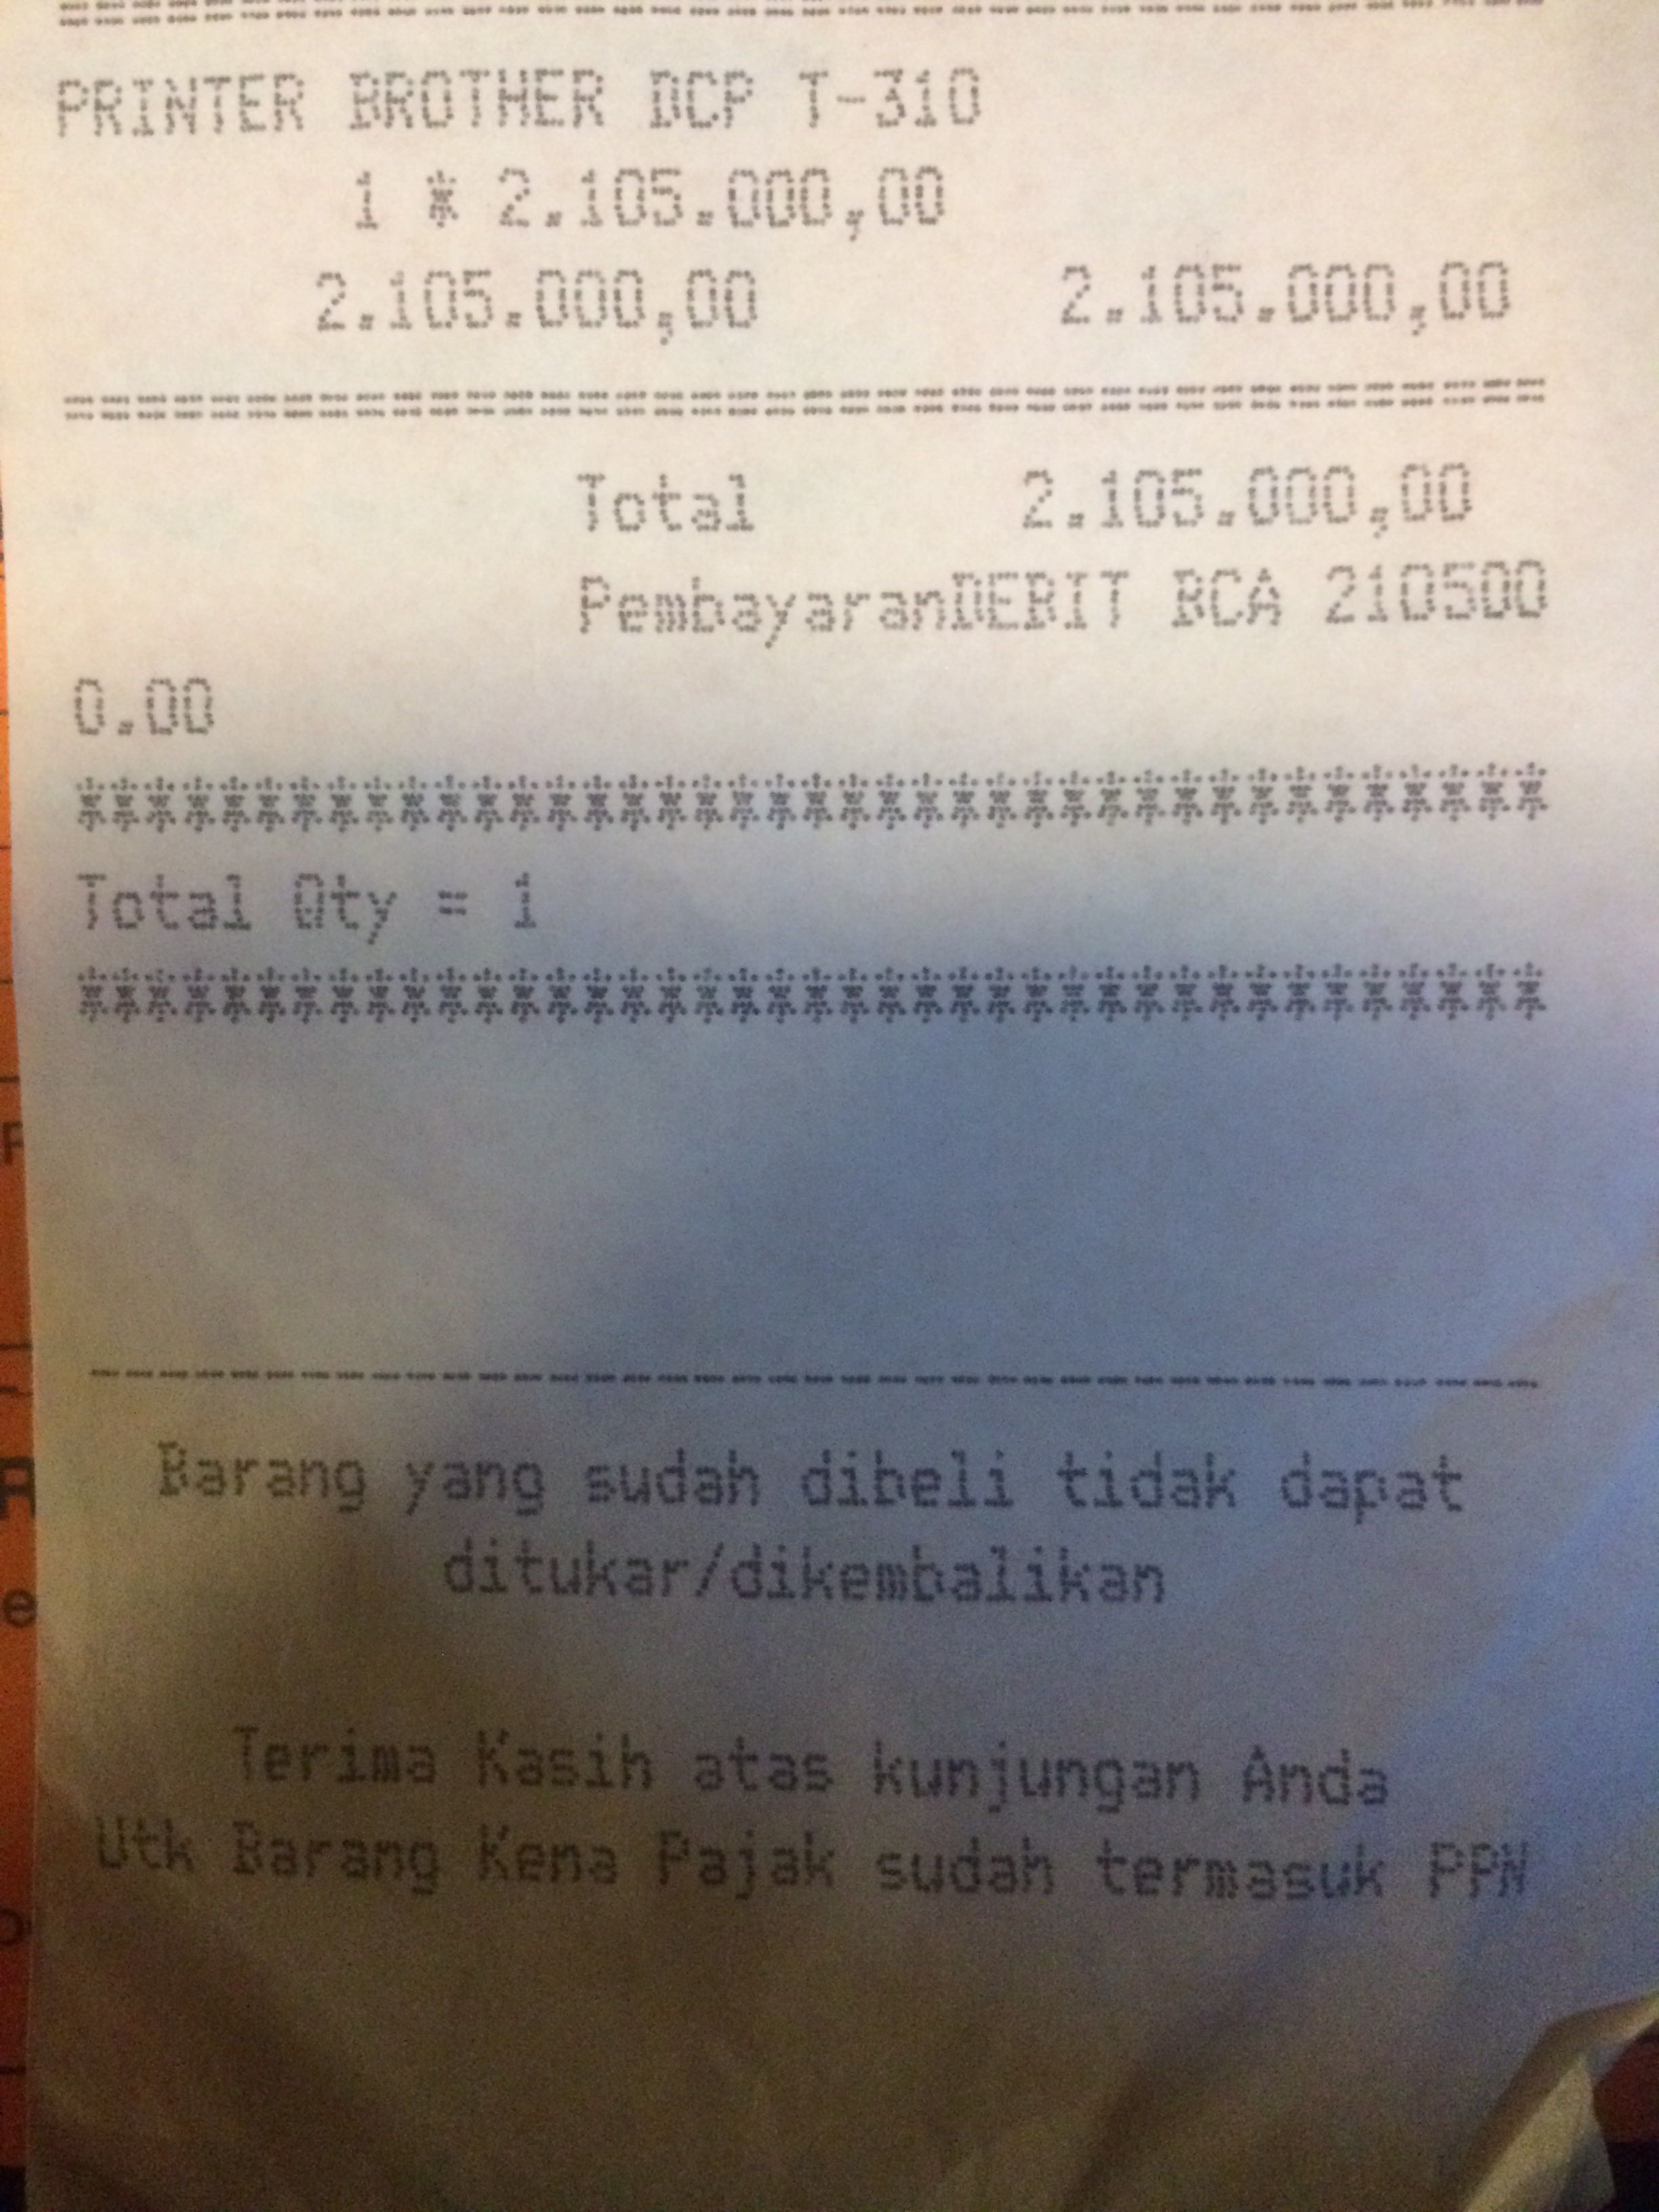 PRINTER BROTHER DCP T-310
1 * 2.105.000,00
2.105.000,00 2.105.000,00
Total 2.105.000,00
PembayaranDEBIT BCA 210500
0.00
****************************************
Total Qty = 1
****************************************
Barang yang sudah dibeli tidak dapat
ditukar/dikembalikan
Terima Kasih atas kunjungan Anda
Utk Barang Kena Pajak sudah termasuk PPN